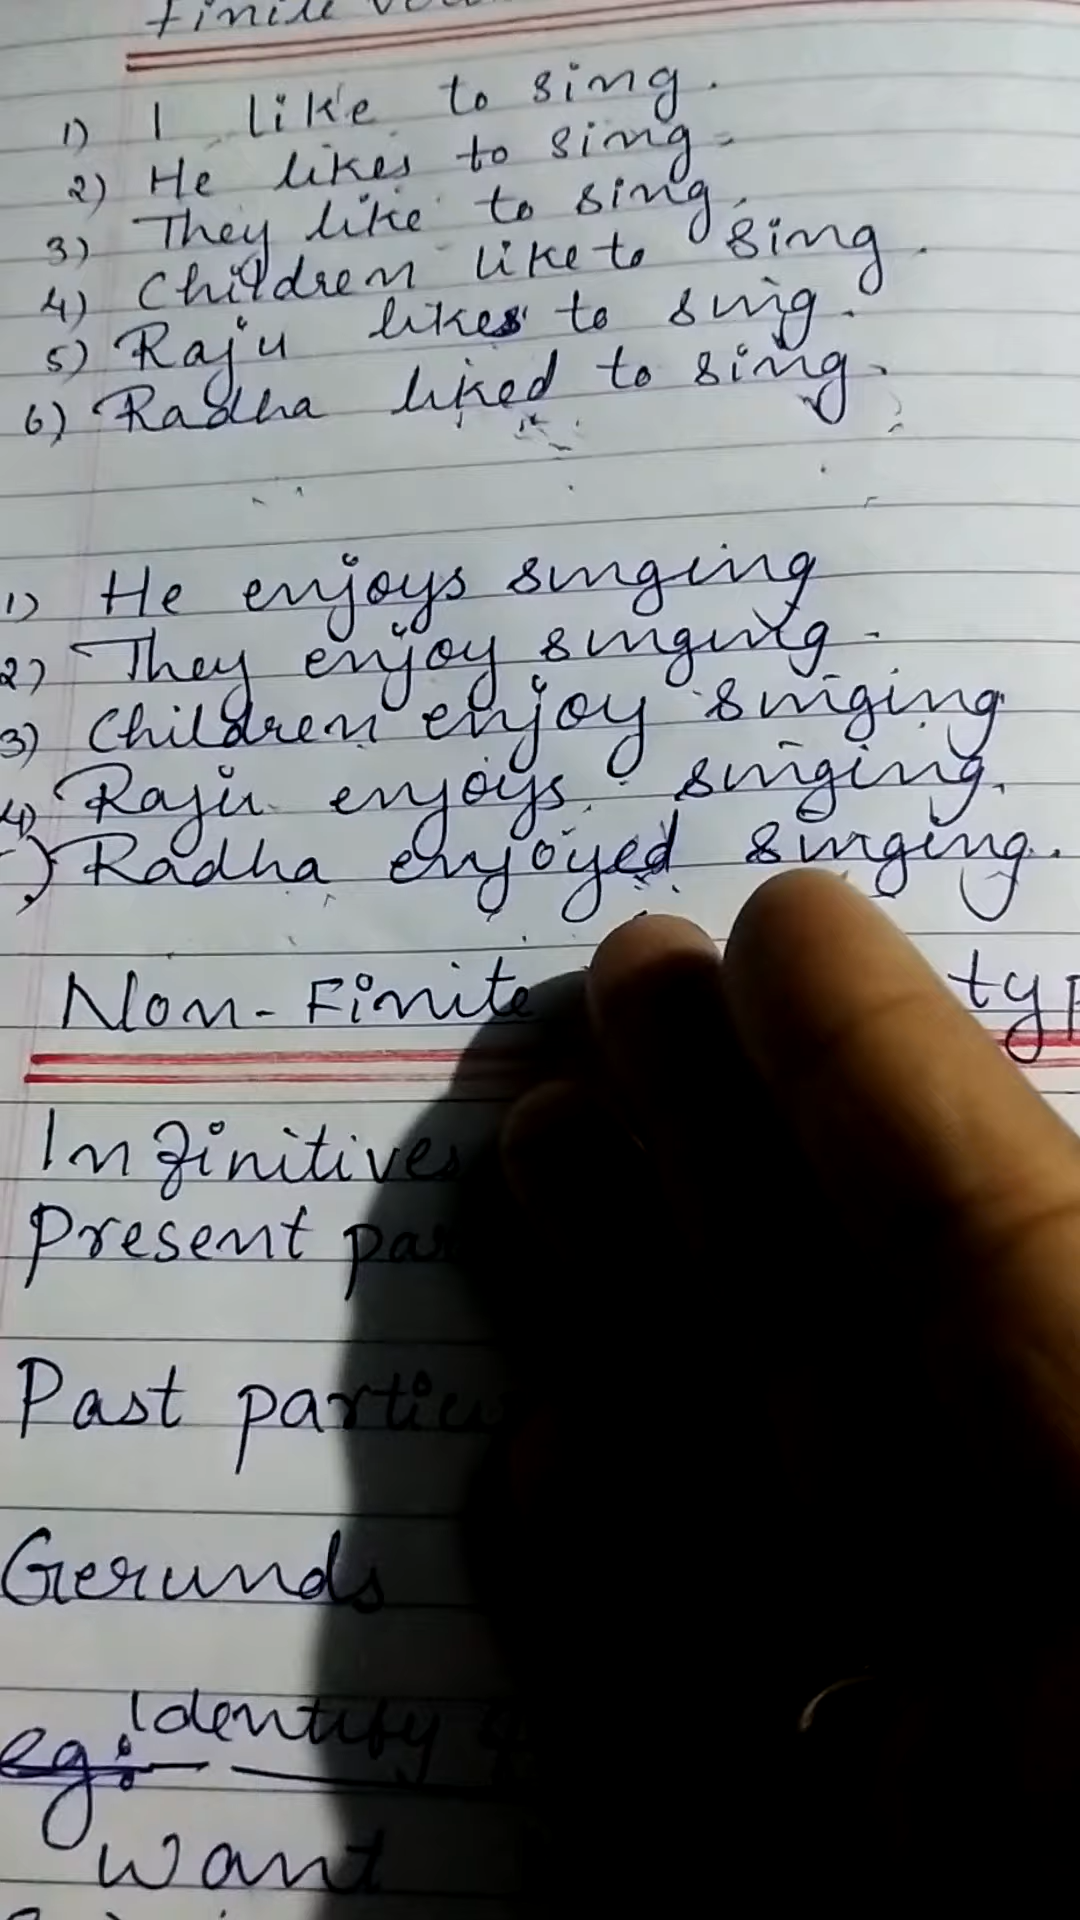 Finite
1) I like to sing.
2) He likes to sing.
3) They like to sing.
4) Children like to sing.
5) Raju likes to sing.
6) Radha liked to sing.
1) He enjoys singing
2) They enjoy singing.
3) Children enjoy singing
4) Raju enjoys singing.
) Radha enjoyed singing.
Non-Finite
Infinitives
Present
Past
Gerunds
eg: Identify
want